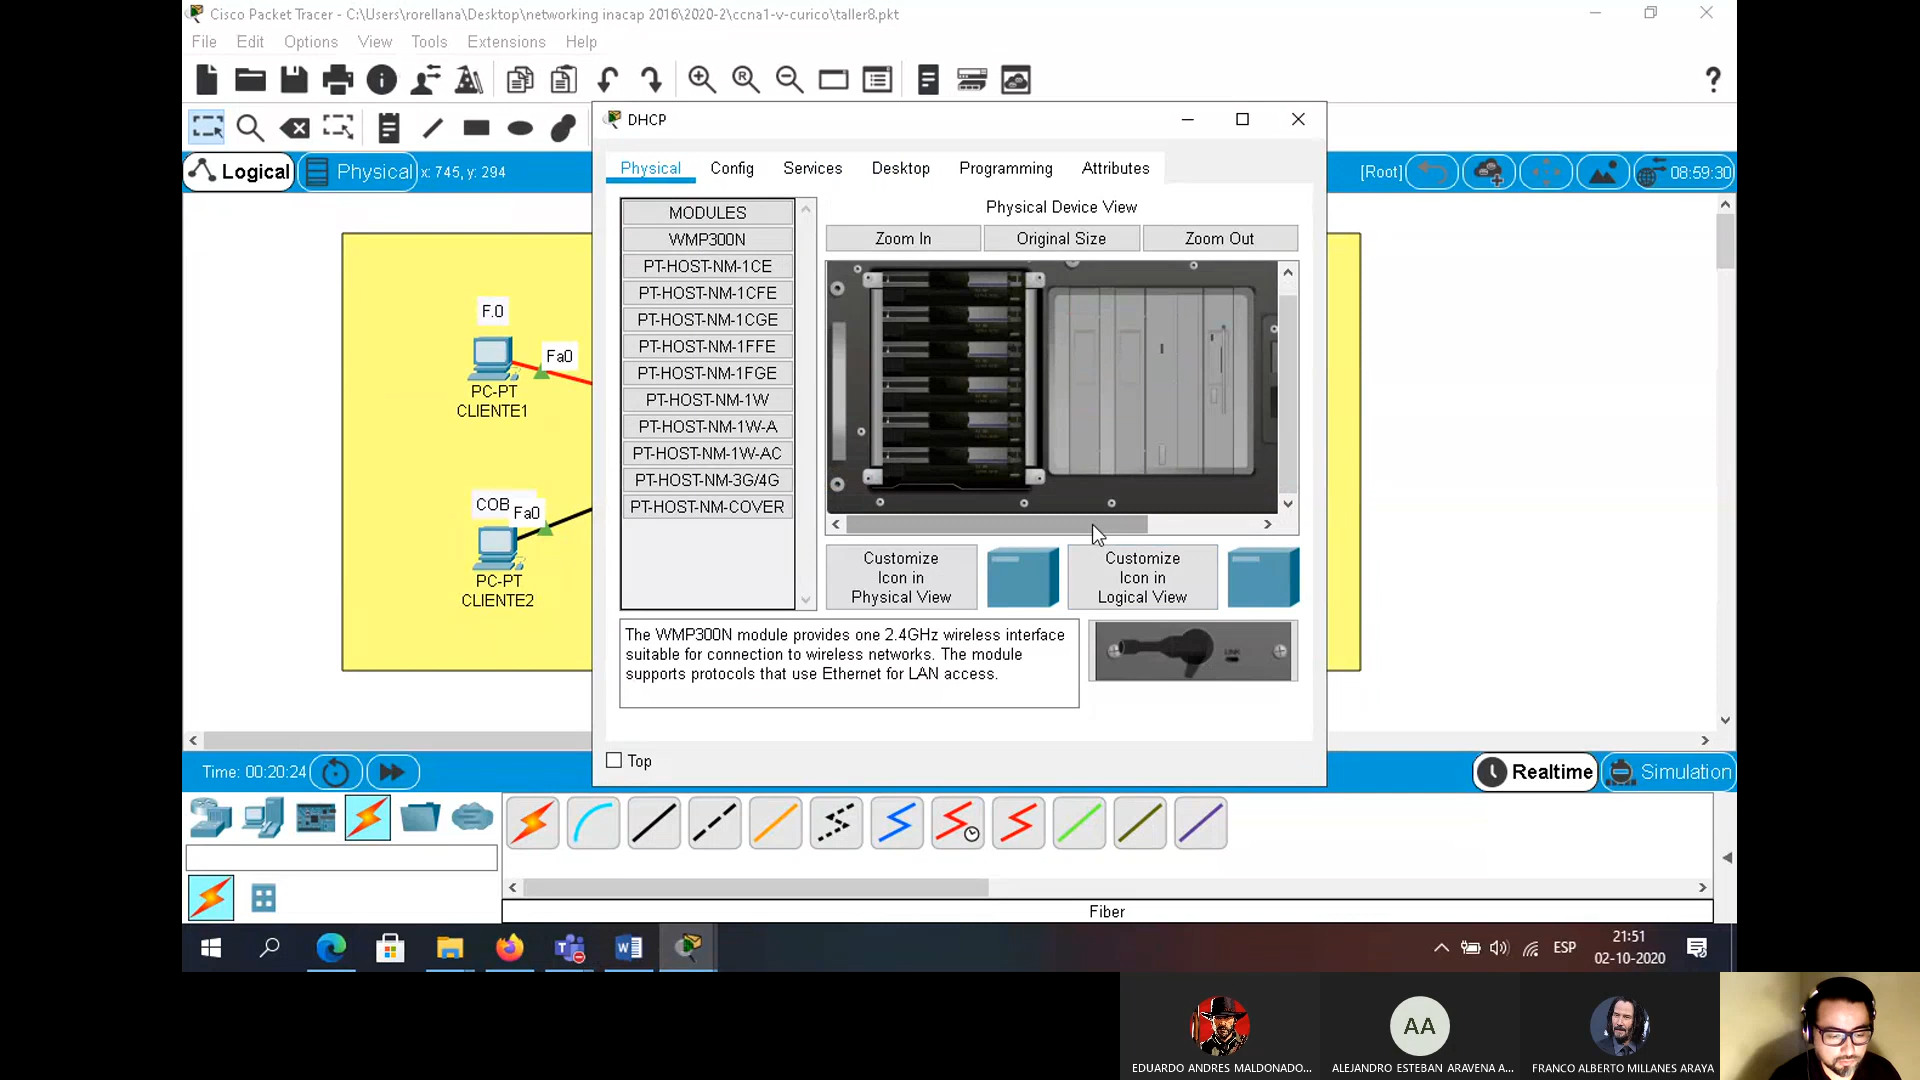 Cisco Packet Tracer - C:\Users\rorellana\Desktop\networking inacap 2016\2020-2\ccna1-v-curico\taller8.pkt
File Edit Options View Tools Extensions Help
DHCP
Logical Physical x: 745, y: 294
[Root] 08:59:30
Physical Config Services Desktop Programming Attributes
MODULES
WMP300N
PT-HOST-NM-1CE
PT-HOST-NM-1CFE
PT-HOST-NM-1CGE
PT-HOST-NM-1FFE
PT-HOST-NM-1FGE
PT-HOST-NM-1W
PT-HOST-NM-1W-A
PT-HOST-NM-1W-AC
PT-HOST-NM-3G/4G
PT-HOST-NM-COVER
Physical Device View
Zoom In Original Size Zoom Out
F.O
Fa0
PC-PT
CLIENTE1
COB
Fa0
PC-PT
CLIENTE2
Customize
Icon in
Physical View
Customize
Icon in
Logical View
The WMP300N module provides one 2.4GHz wireless interface
suitable for connection to wireless networks. The module
supports protocols that use Ethernet for LAN access.
LINK
Top
Time: 00:20:24
Realtime Simulation
Fiber
ESP
21:51
02-10-2020
AA
EDUARDO ANDRES MALDONADO...
ALEJANDRO ESTEBAN ARAVENA A...
FRANCO ALBERTO MILLANES ARAYA